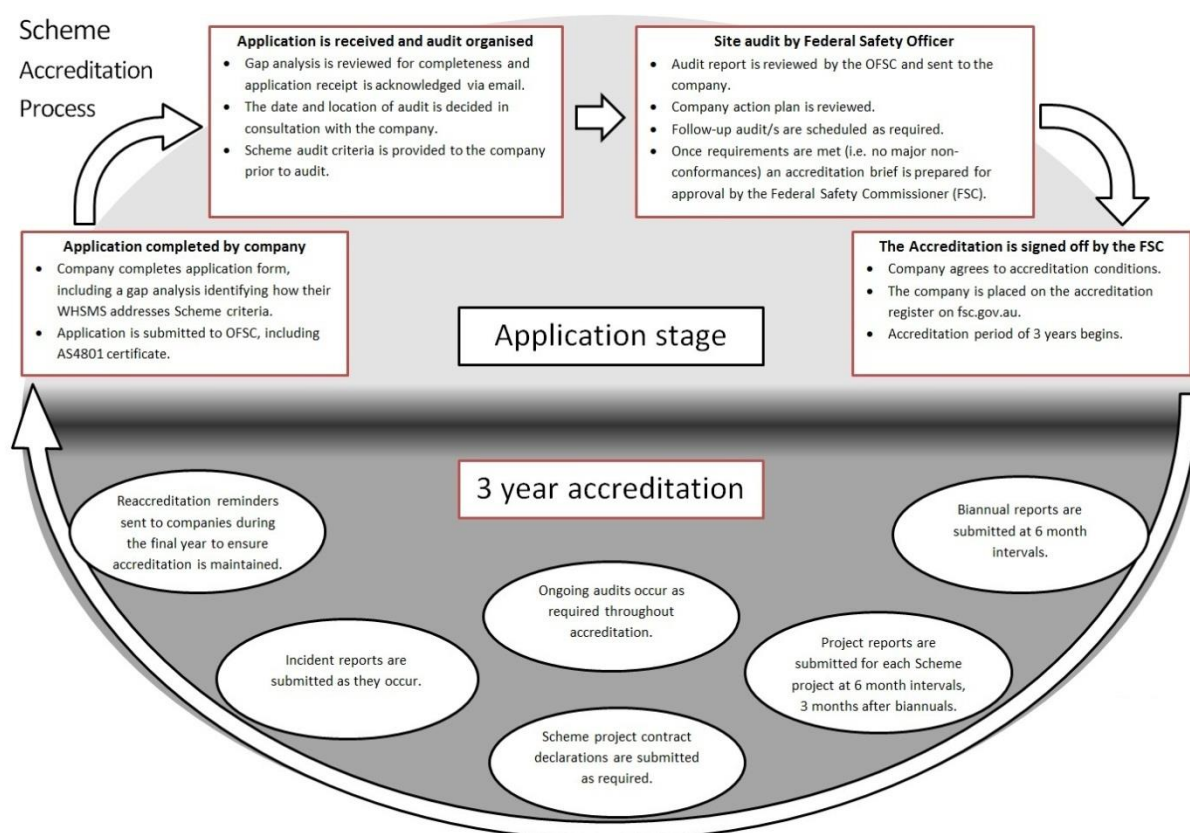 Scheme
Accreditation
Process
Application is received and audit organised
• Gap analysis is reviewed for completeness and
application receipt is acknowledged via email.
• The date and location of audit is decided in
consultation with the company.
• Scheme audit criteria is provided to the company
prior to audit.
Site audit by Federal Safety Officer
• Audit report is reviewed by the OFSC and sent to the
company.
• Company action plan is reviewed.
• Follow-up audit/s are scheduled as required.
• Once requirements are met (i.e. no major non-
conformances) an accreditation brief is prepared for
approval by the Federal Safety Commissioner (FSC).
Application completed by company
• Company completes application form,
including a gap analysis identifying how their
WHSMS addresses Scheme criteria.
• Application is submitted to OFSC, including
AS4801 certificate.
The Accreditation is signed off by the FSC
• Company agrees to accreditation conditions.
• The company is placed on the accreditation
register on fsc.gov.au.
• Accreditation period of 3 years begins.
Application stage
3 year accreditation
Reaccreditation reminders
sent to companies during
the final year to ensure
accreditation is maintained.
Biannual reports are
submitted at 6 month
intervals.
Ongoing audits occur as
required throughout
accreditation.
Incident reports are
submitted as they occur.
Project reports are
submitted for each Scheme
project at 6 month intervals,
3 months after biannuals.
Scheme project contract
declarations are submitted
as required.